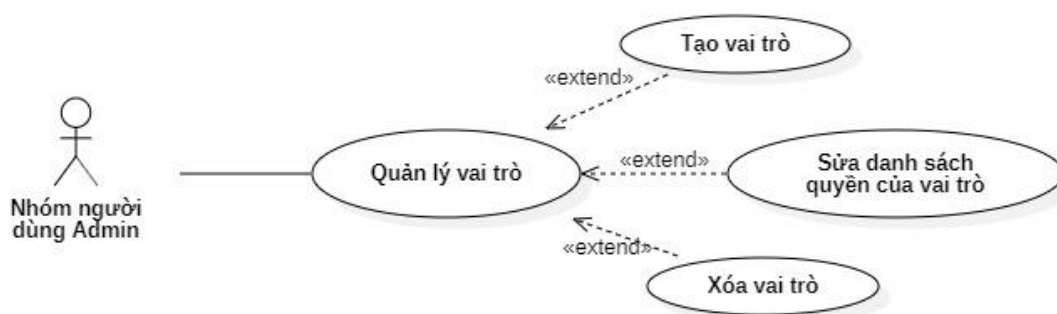 Tạo vai trò
«extend»
Quản lý vai trò
«extend»
Sửa danh sách
quyền của vai trò
Nhóm người
dùng Admin
«extend»
Xóa vai trò